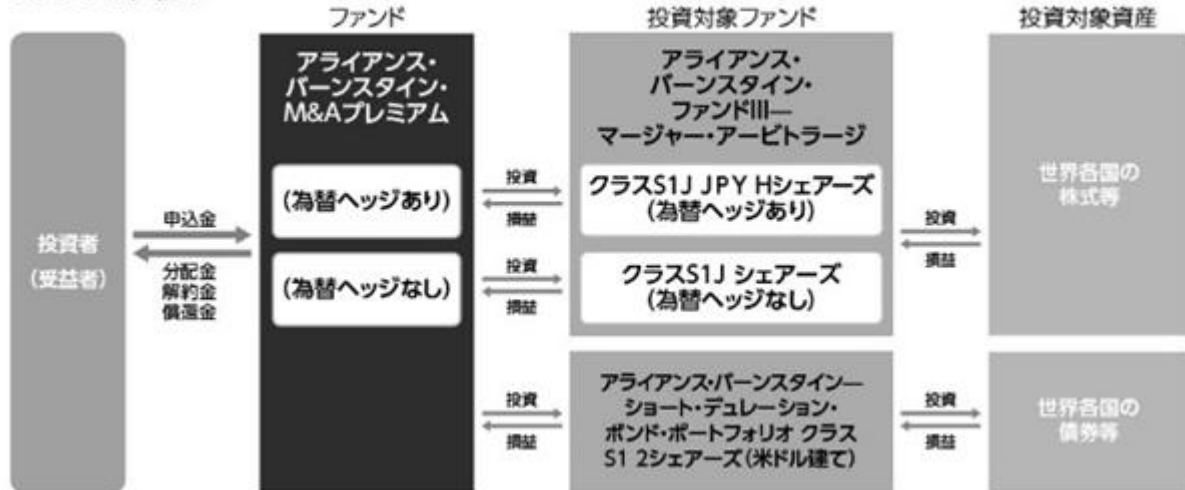 ファンド
投資対象ファンド
投資対象資産
投資者
(受益者)
申込金
分配金
解約金
償還金
アライアンス・
バーンスタイン・
M&Aプレミアム
(為替ヘッジあり)
(為替ヘッジなし)
投資
損益
投資
損益
投資
損益
アライアンス・
バーンスタイン・
ファンドIII―
マージャー・アービトラージ
クラスS1J JPY Hシェアーズ
(為替ヘッジあり)
クラスS1J シェアーズ
(為替ヘッジなし)
アライアンス・バーンスタイン―
ショート・デュレーション・
ボンド・ポートフォリオ クラス
S1 2シェアーズ(米ドル建て)
投資
損益
投資
損益
世界各国の
株式等
世界各国の
債券等